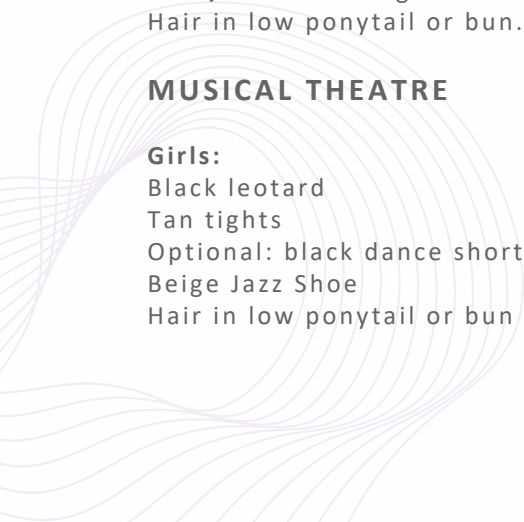 Hair in low ponytail or bun.
MUSICAL THEATRE
Girls:
Black leotard
Tan tights
Optional: black dance short
Beige Jazz Shoe
Hair in low ponytail or bun